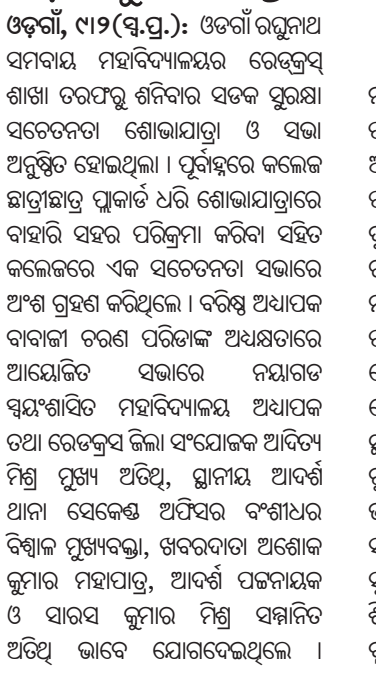 ଓଡ଼ଗାଁ, ୯।୨(ସ୍ୱ.ପ୍ର.): ଓଡଗାଁ ରଘୁନାଥ
ସମବାୟ ମହାବିଦ୍ୟାଳୟର ରେଡକ୍ରସ୍
ଶାଖା ତରଫରୁ ଶନିବାର ସଡକ ସୁରକ୍ଷା
ସଚେତନତା ଶୋଭାଯାତ୍ରା ଓ ସଭା
ଅନୁଷ୍ଠିତ ହୋଇଥିଲା । ପୂର୍ବାହ୍ନରେ କଲେଜ
ଛାତ୍ରୀଛାତ୍ର ପ୍ଲାକାର୍ଡ ଧରି ଶୋଭାଯାତ୍ରାରେ
ବାହାରି ସହର ପରିକ୍ରମା କରିବା ସହିତ
କଲେଜରେ ଏକ ସଚେତନତା ସଭାରେ
ଅଂଶ ଗ୍ରହଣ କରିଥିଲେ । ବରିଷ୍ଠ ଅଧ୍ୟାପକ
ବାବାଜୀ ଚରଣ ପରିଡାଙ୍କ ଅଧ୍ୟକ୍ଷତାରେ
ଆୟୋଜିତ ସଭାରେ ନୟାଗଡ
ସ୍ୱୟଂଶାସିତ ମହାବିଦ୍ୟାଳୟ ଅଧ୍ୟାପକ
ତଥା ରେଡକ୍ରସ ଜିଲା ସଂଯୋଜକ ଆଦିତ୍ୟ
ମିଶ୍ର ମୁଖ୍ୟ ଅତିଥି, ସ୍ଥାନୀୟ ଆଦର୍ଶ
ଥାନା ସେକେଣ୍ଡ ଅଫିସର ବଂଶୀଧର
ବିଶ୍ୱାଳ ମୁଖ୍ୟବକ୍ତା, ଖବରଦାତା ଅଶୋକ
କୁମାର ମହାପାତ୍ର, ଆଦର୍ଶ ପଟ୍ଟନାୟକ
ଓ ସାରସ କୁମାର ମିଶ୍ର ସମ୍ମାନିତ
ଅତିଥି ଭାବେ ଯୋଗଦେଇଥିଲେ ।